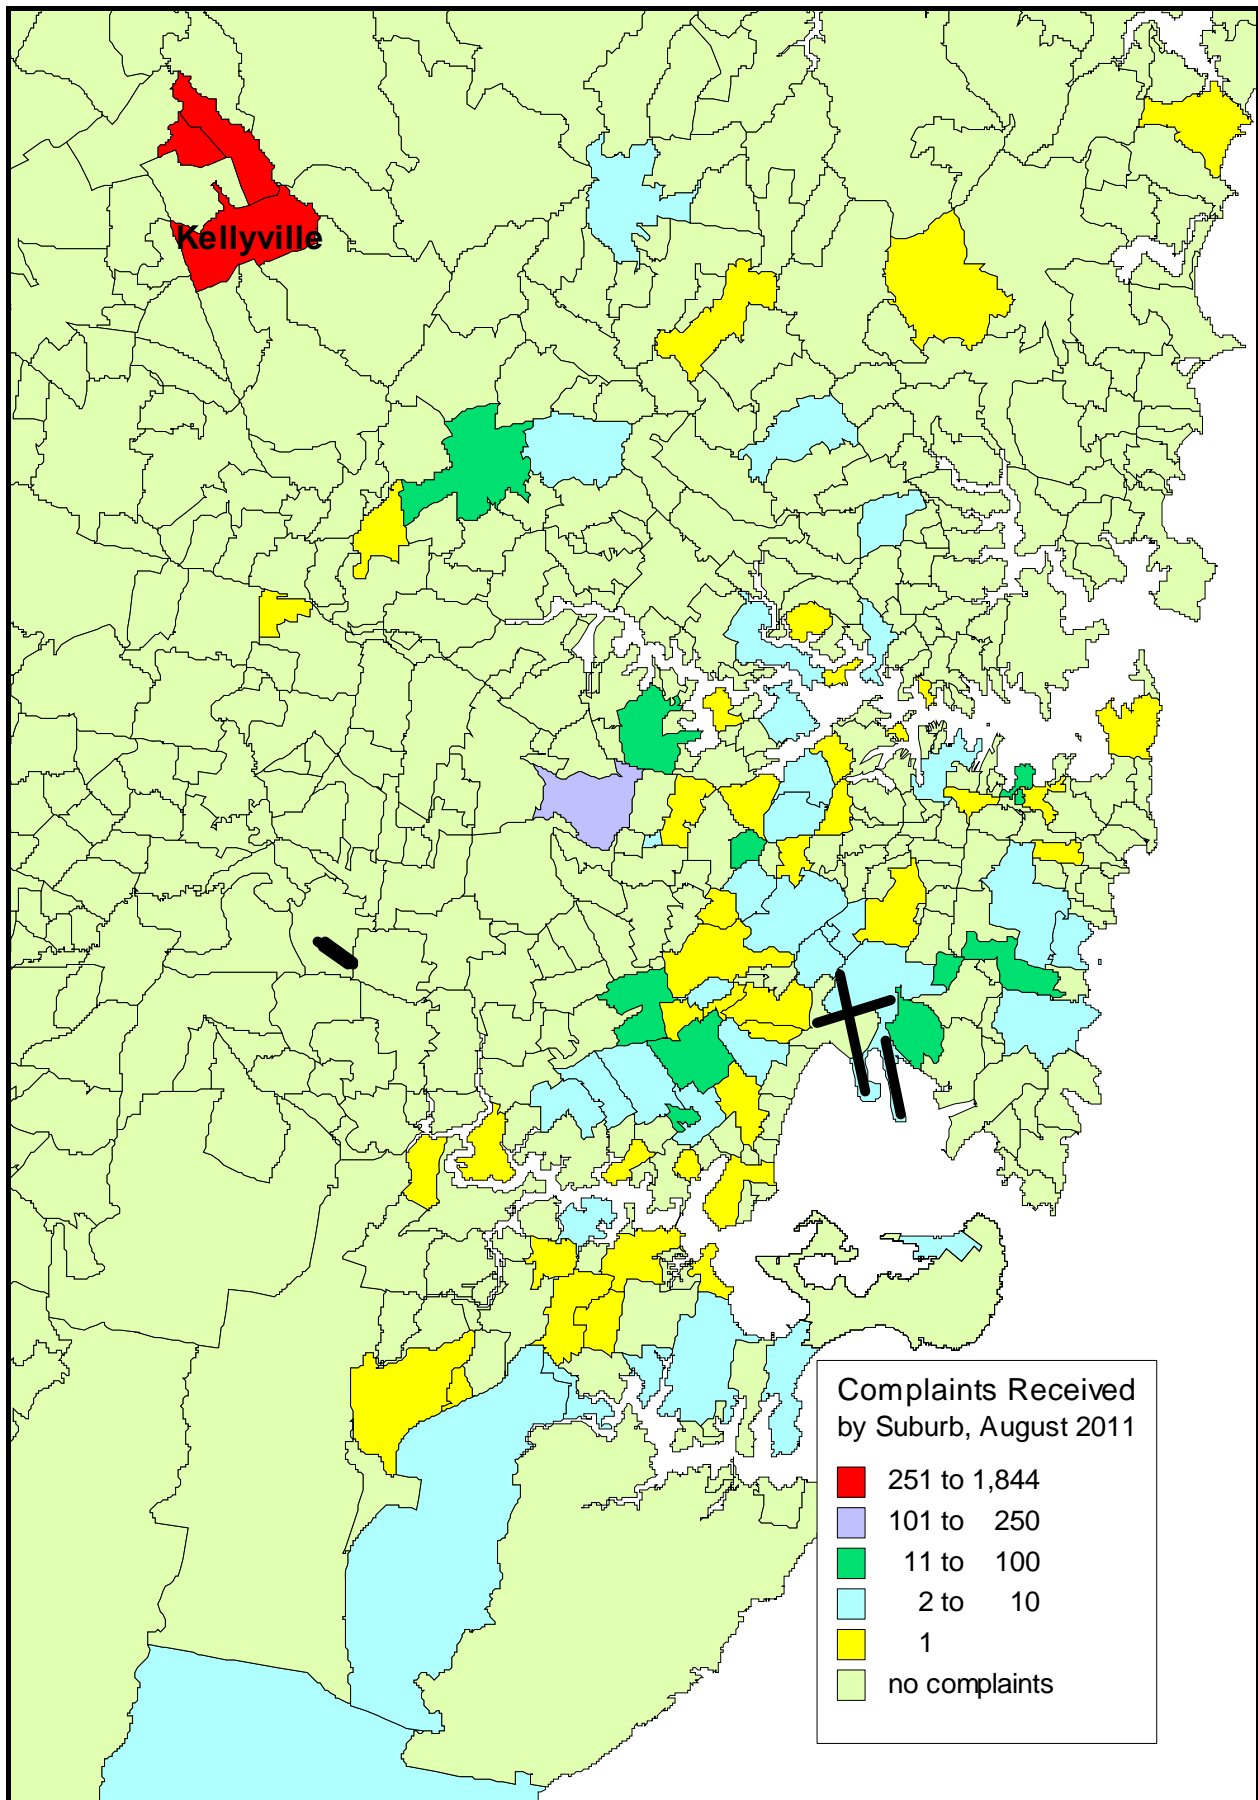 Kellyville
Complaints Received
by Suburb, August 2011
251 to 1,844
101 to 250
11 to 100
2 to 10
1
no complaints